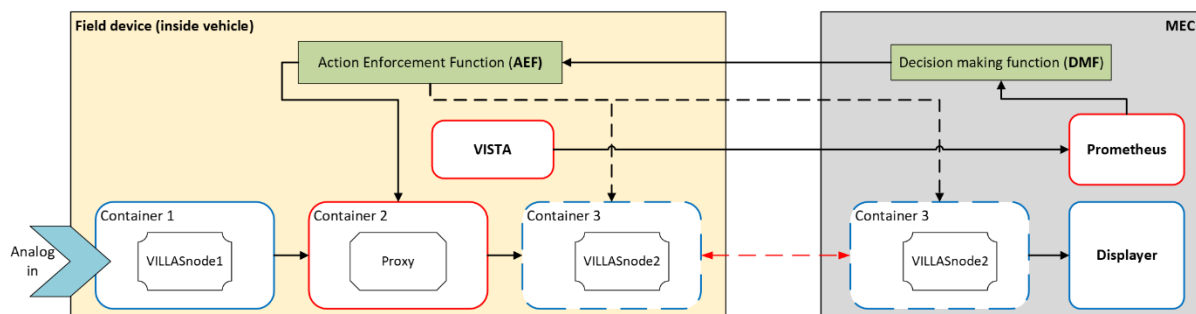 Field device (inside vehicle)
MEC
Action Enforcement Function (AEF)
Decision making function (DMF)
VISTA
Prometheus
Analog
in
Container 1
VILLASnode1
Container 2
Proxy
Container 3
VILLASnode2
Container 3
VILLASnode2
Displayer